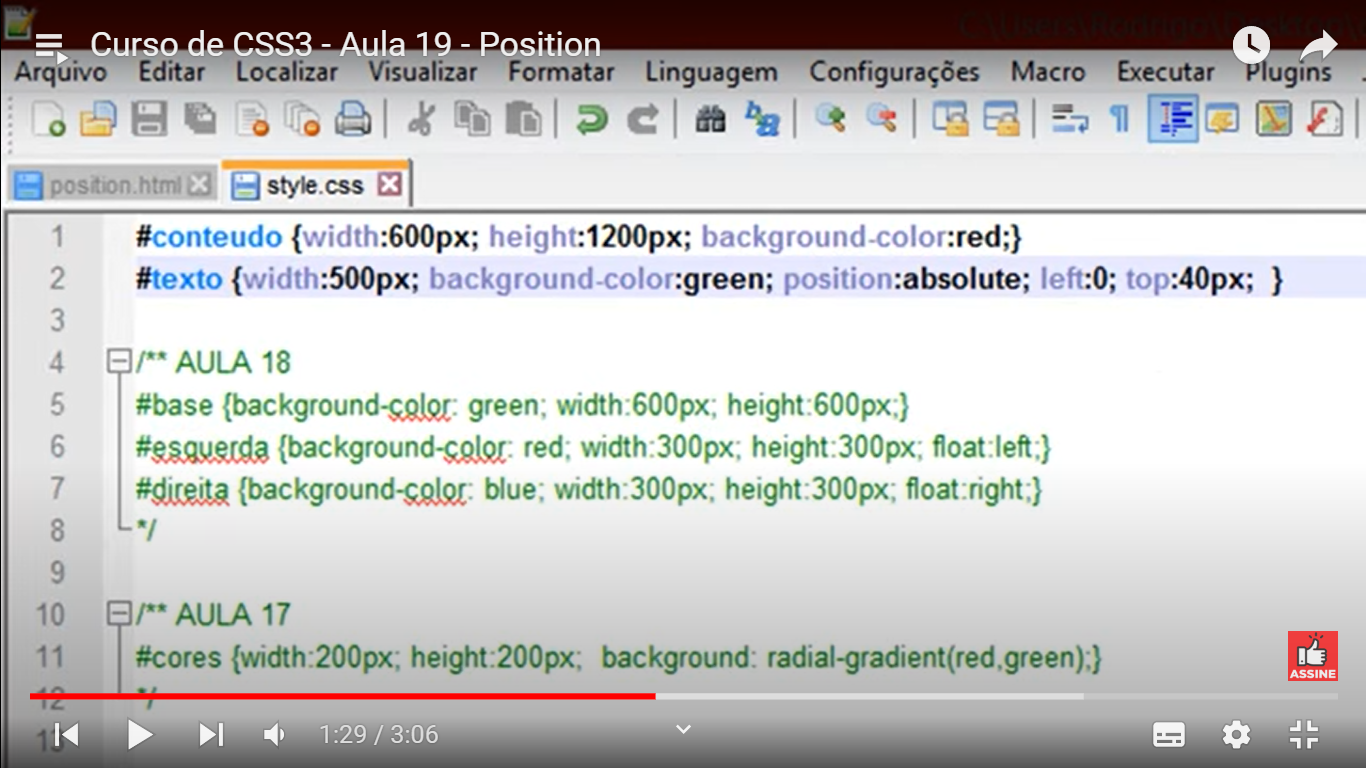 C:\Users\Rodrigo\Desktop\
Curso de CSS3 - Aula 19 - Position
Arquivo Editar Localizar Visualizar Formatar Linguagem Configurações Macro Executar Plugins
position.html style.css
1 #conteudo {width:600px; height:1200px; background-color:red;}
2 #texto {width:500px; background-color:green; position:absolute; left:0; top:40px;  }
3
4 /** AULA 18
5 #base {background-color: green; width:600px; height:600px;}
6 #esquerda {background-color: red; width:300px; height:300px; float:left;}
7 #direita {background-color: blue; width:300px; height:300px; float:right;}
8 */
9
10 /** AULA 17
11 #cores {width:200px; height:200px;  background: radial-gradient(red,green);}
ASSINE
12 */
13
1:29 / 3:06